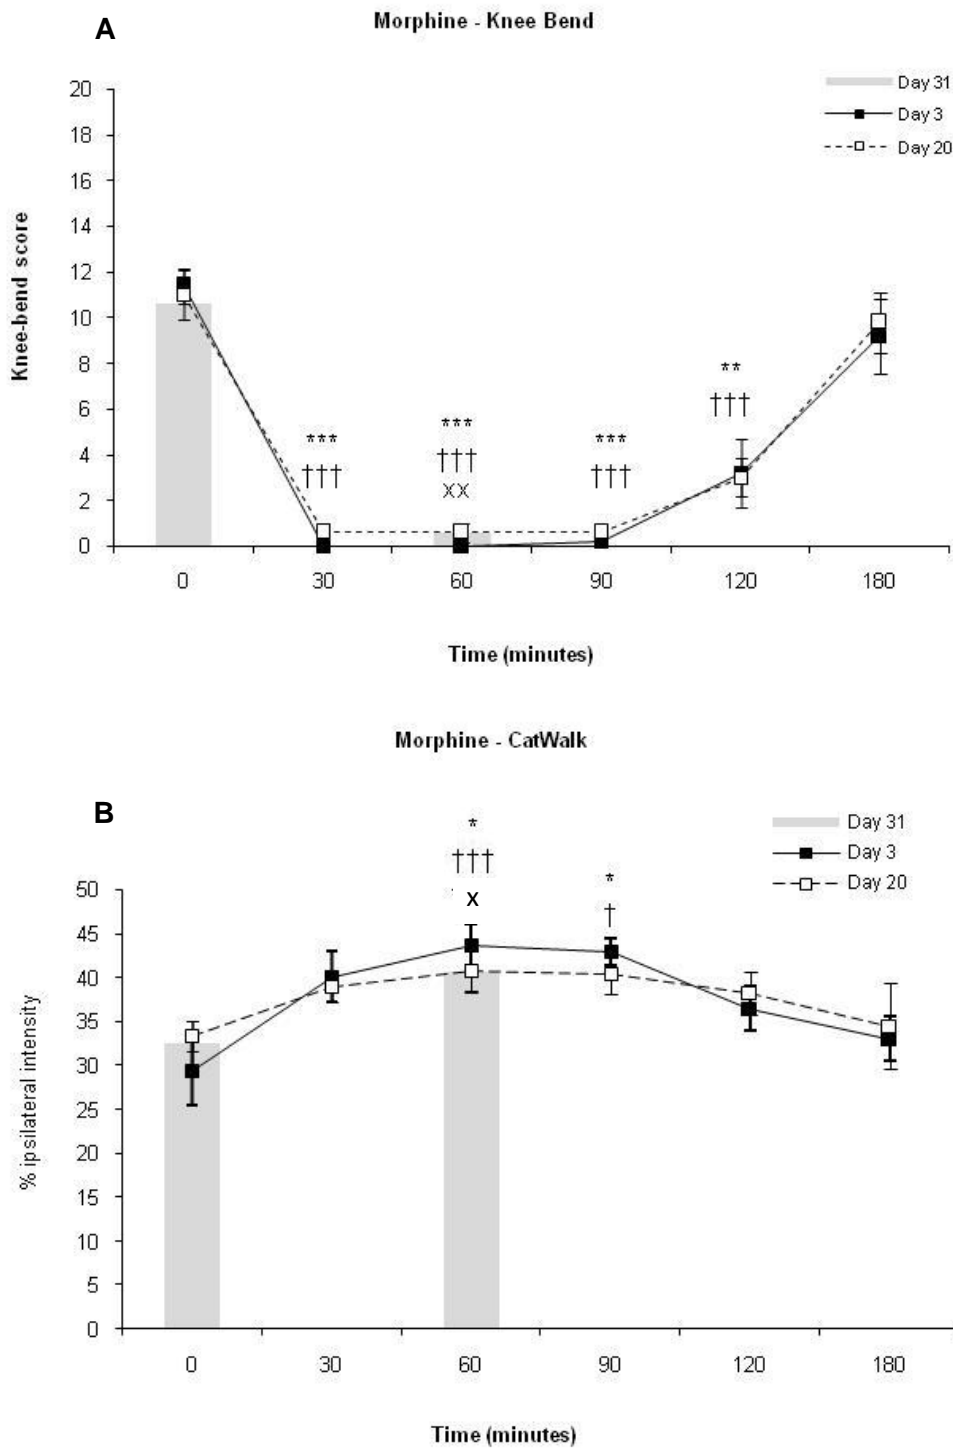 A
Morphine - Knee Bend
Day 31
Day 3
Day 20
Knee-bend score
20
18
16
14
12
10
8
6
4
2
0
***
†††
***
†††
xx
***
†††
**
†††
0 30 60 90 120 180
Time (minutes)
Morphine - CatWalk
B
Day 31
Day 3
Day 20
% ipsilateral intensity
50
45
40
35
30
25
20
15
10
5
0
*
†††
x
*
†
0 30 60 90 120 180
Time (minutes)